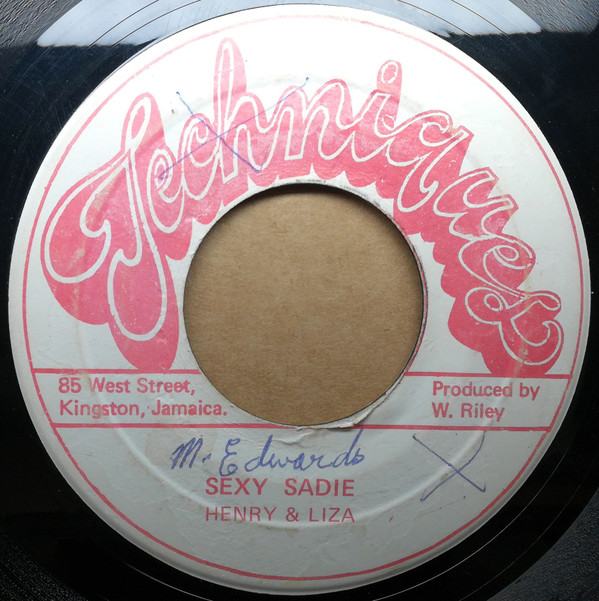 Techniques
85 West Street,
Kingston, Jamaica.
Produced by
W. Riley
M. Edwards
SEXY SADIE
HENRY & LIZA